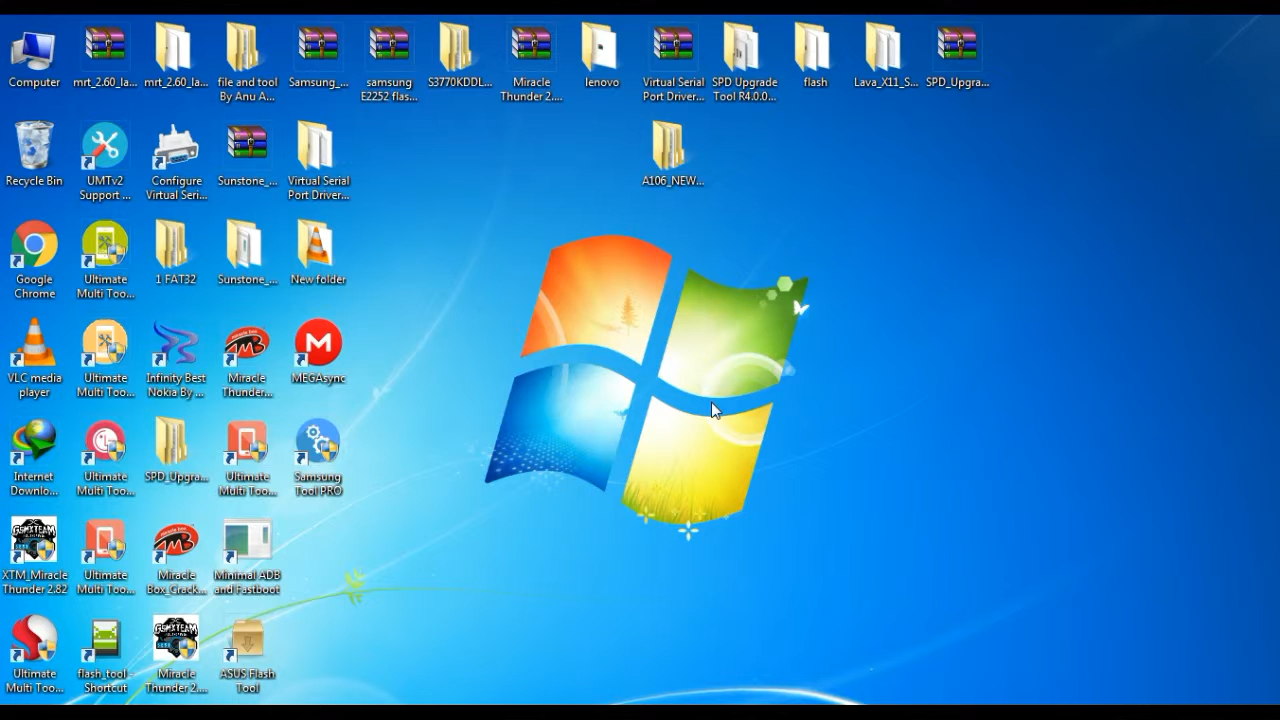 Computer
mrt_2.60_la...
mrt_2.60_la...
file and tool
By Anu A...
Samsung_...
samsung
E2252 flas...
S3770KDDL...
Miracle
Thunder 2....
lenovo
Virtual Serial
Port Driver...
SPD Upgrade
Tool R4.0.0...
flash
Lava_X11_S...
SPD_Upgra...
Recycle Bin
UMTv2
Support ...
Configure
Virtual Seri...
Sunstone_...
Virtual Serial
Port Driver...
A106_NEW...
Google
Chrome
Ultimate
Multi Too...
1 FAT32
Sunstone_...
New folder
VLC media
player
Ultimate
Multi Too...
Infinity Best
Nokia By ...
Miracle
Thunder...
MEGAsync
Internet
Downlo...
Ultimate
Multi Too...
SPD_Upgra...
Ultimate
Multi Too...
Samsung
Tool PRO
XTM_Miracle
Thunder 2.82
Ultimate
Multi Too...
Miracle
Box_Crack...
Minimal ADB
and Fastboot
Ultimate
Multi Too...
flash_tool -
Shortcut
Miracle
Thunder 2....
ASUS Flash
Tool